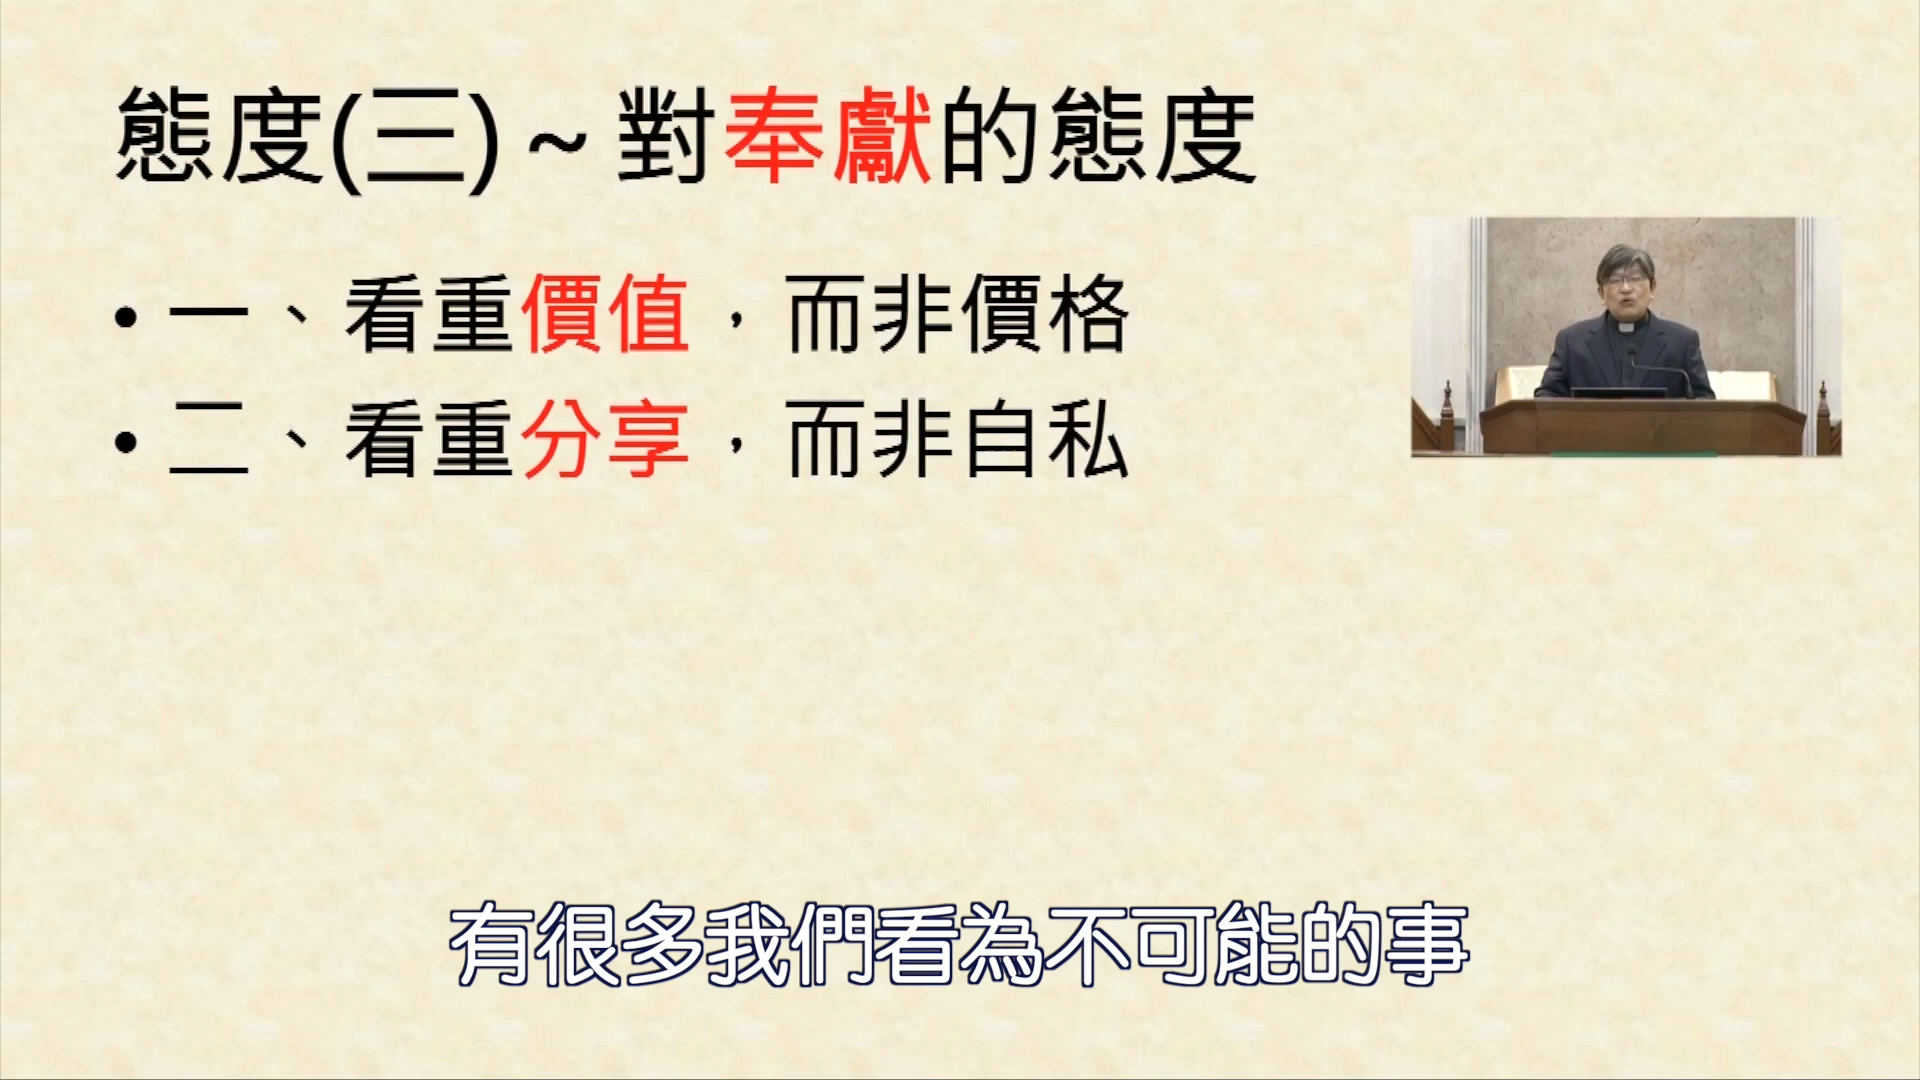 態度(三) ~ 對奉獻的態度
• 一、看重價值，而非價格
• 二、看重分享，而非自私
有很多我們看為不可能的事